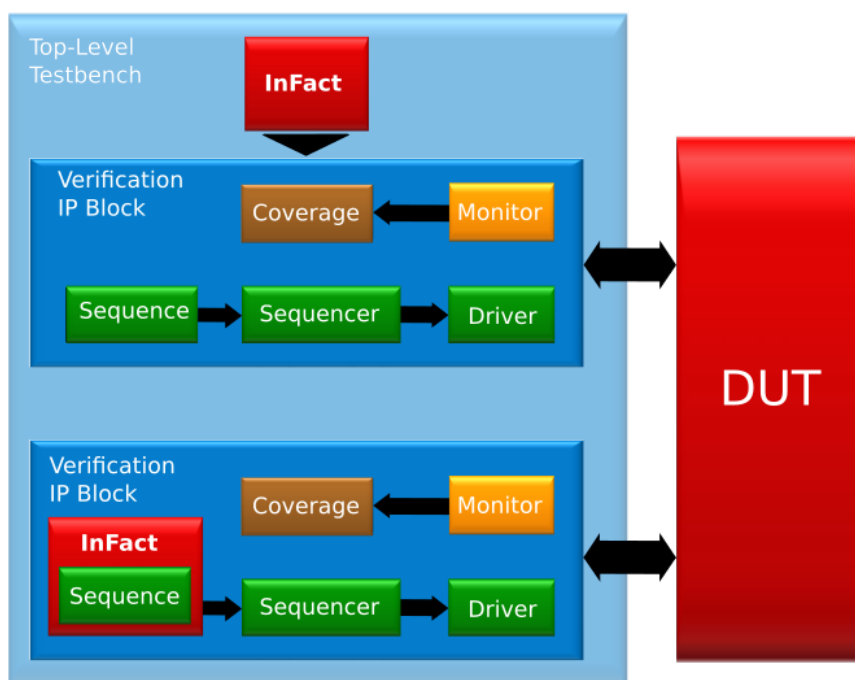 Top-Level
Testbench
InFact
Verification
IP Block
Coverage
Monitor
Sequence
Sequencer
Driver
DUT
Verification
IP Block
Coverage
Monitor
InFact
Sequence
Sequencer
Driver